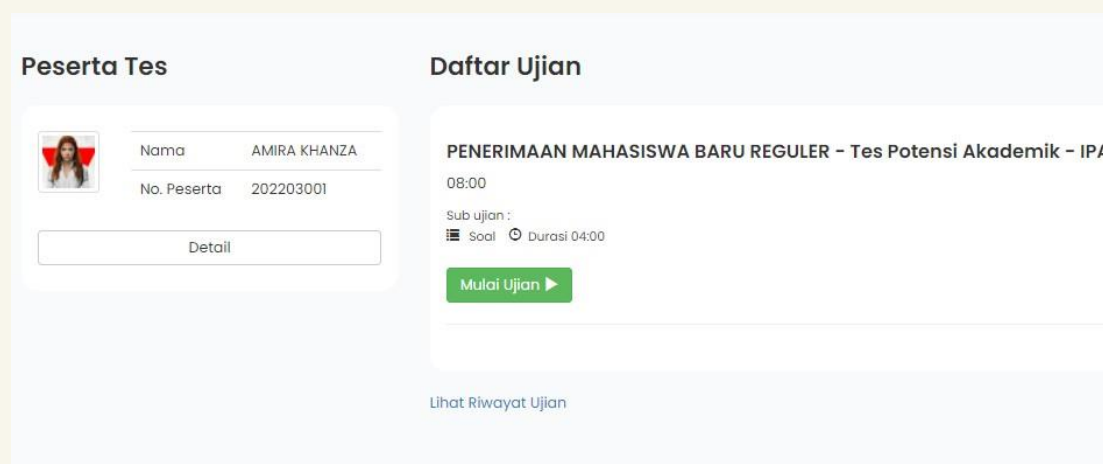 Peserta Tes
Nama AMIRA KHANZA
No. Peserta 202203001
Detail
Daftar Ujian
PENERIMAAN MAHASISWA BARU REGULER - Tes Potensi Akademik - IPA
08:00
Sub ujian :
Soal Durasi 04:00
Mulai Ujian
Lihat Riwayat Ujian